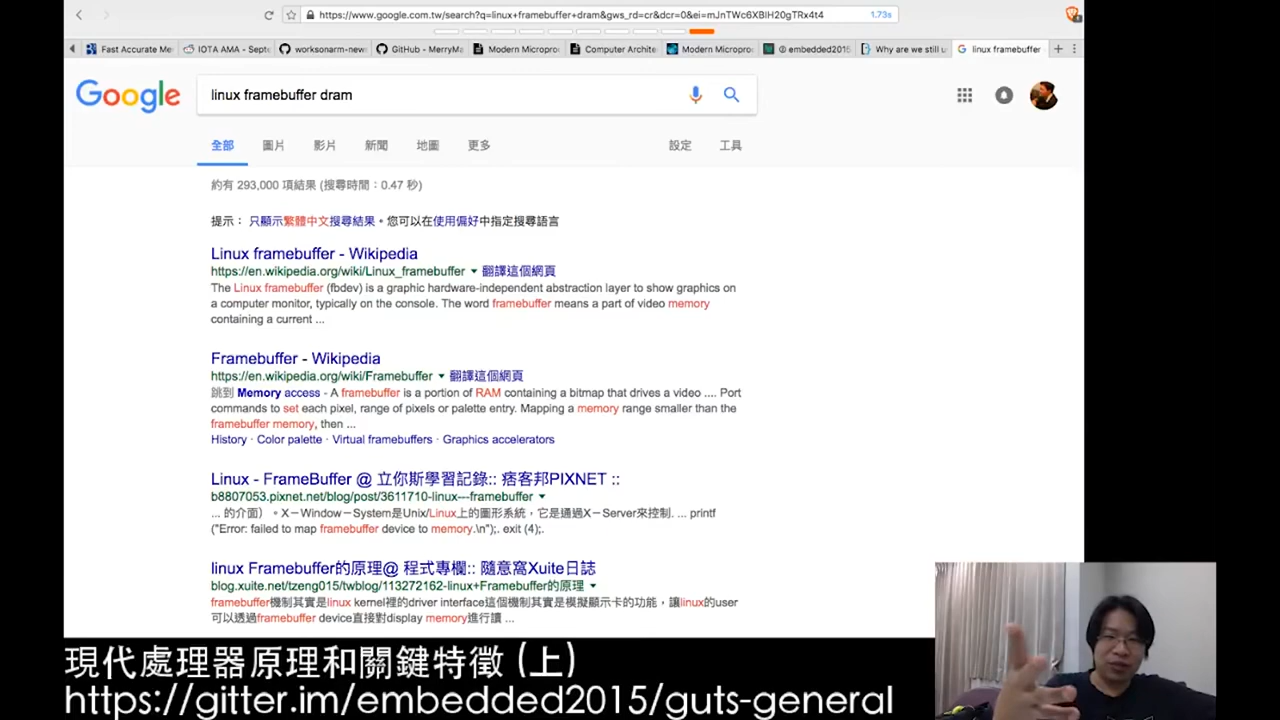 https://www.google.com.tw/search?q=linux+framebuffer+dram&gws_rd=cr&dcr=0&ei=mJnTWc6XBIH20gTRx4t4 1.73s
Fast Accurate Me IOTA AMA - Sept worksonarm-new GitHub - MerryMa Modern Micropro Computer Archite Modern Micropro @ embedded2015 Why are we still u linux framebuffer
Google
linux framebuffer dram
全部 圖片 影片 新聞 地圖 更多 設定 工具
約有 293,000 項結果 (搜尋時間：0.47 秒)
提示： 只顯示繁體中文搜尋結果。您可以在使用偏好中指定搜尋語言
Linux framebuffer - Wikipedia
https://en.wikipedia.org/wiki/Linux_framebuffer 翻譯這個網頁
The Linux framebuffer (fbdev) is a graphic hardware-independent abstraction layer to show graphics on
a computer monitor, typically on the console. The word framebuffer means a part of video memory
containing a current ...
Framebuffer - Wikipedia
https://en.wikipedia.org/wiki/Framebuffer 翻譯這個網頁
跳到 Memory access - A framebuffer is a portion of RAM containing a bitmap that drives a video .... Port
commands to set each pixel, range of pixels or palette entry. Mapping a memory range smaller than the
framebuffer memory, then ...
History · Color palette · Virtual framebuffers · Graphics accelerators
Linux - FrameBuffer @ 立你斯學習記錄:: 痞客邦PIXNET ::
b8807053.pixnet.net/blog/post/3611710-linux---framebuffer
... 的介面）。X－Window－System是Unix/Linux上的圖形系統，它是通過X－Server來控制. ... printf
("Error: failed to map framebuffer device to memory.\n");. exit (4);.
linux Framebuffer的原理@ 程式專欄:: 隨意窩Xuite日誌
blog.xuite.net/tzeng015/twblog/113272162-linux+Framebuffer的原理
framebuffer機制其實是linux kernel裡的driver interface這個機制其實是模擬顯示卡的功能，讓linux的user
可以透過framebuffer device直接對display memory進行讀 ...
現代處理器原理和關鍵特徵 (上)
https://gitter.im/embedded2015/guts-general